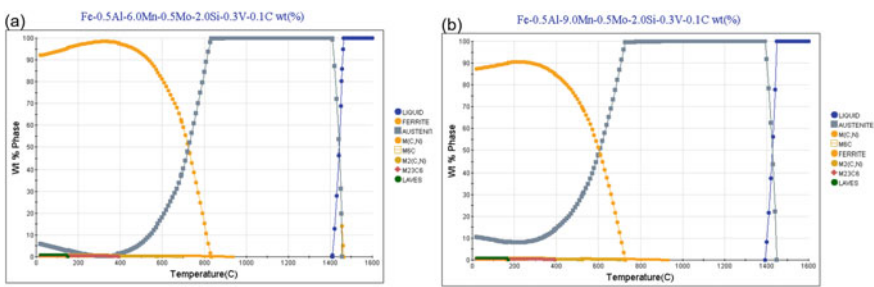 (a)
Fe-0.5Al-6.0Mn-0.5Mo-2.0Si-0.3V-0.1C wt(%)
Wt % Phase
100
90
80
70
60
50
40
30
20
10
0
0 200 400 600 800 1000 1200 1400 1600
Temperature(C)
LIQUID
FERRITE
AUSTENIT
M(C,N)
M6C
M2(C,N)
M23C6
LAVES
(b)
Fe-0.5Al-9.0Mn-0.5Mo-2.0Si-0.3V-0.1C wt(%)
Wt % Phase
100
90
80
70
60
50
40
30
20
10
0
0 200 400 600 800 1000 1200 1400 1600
Temperature(C)
LIQUID
AUSTENITE
M(C,N)
M6C
FERRITE
M2(C,N)
M23C6
LAVES